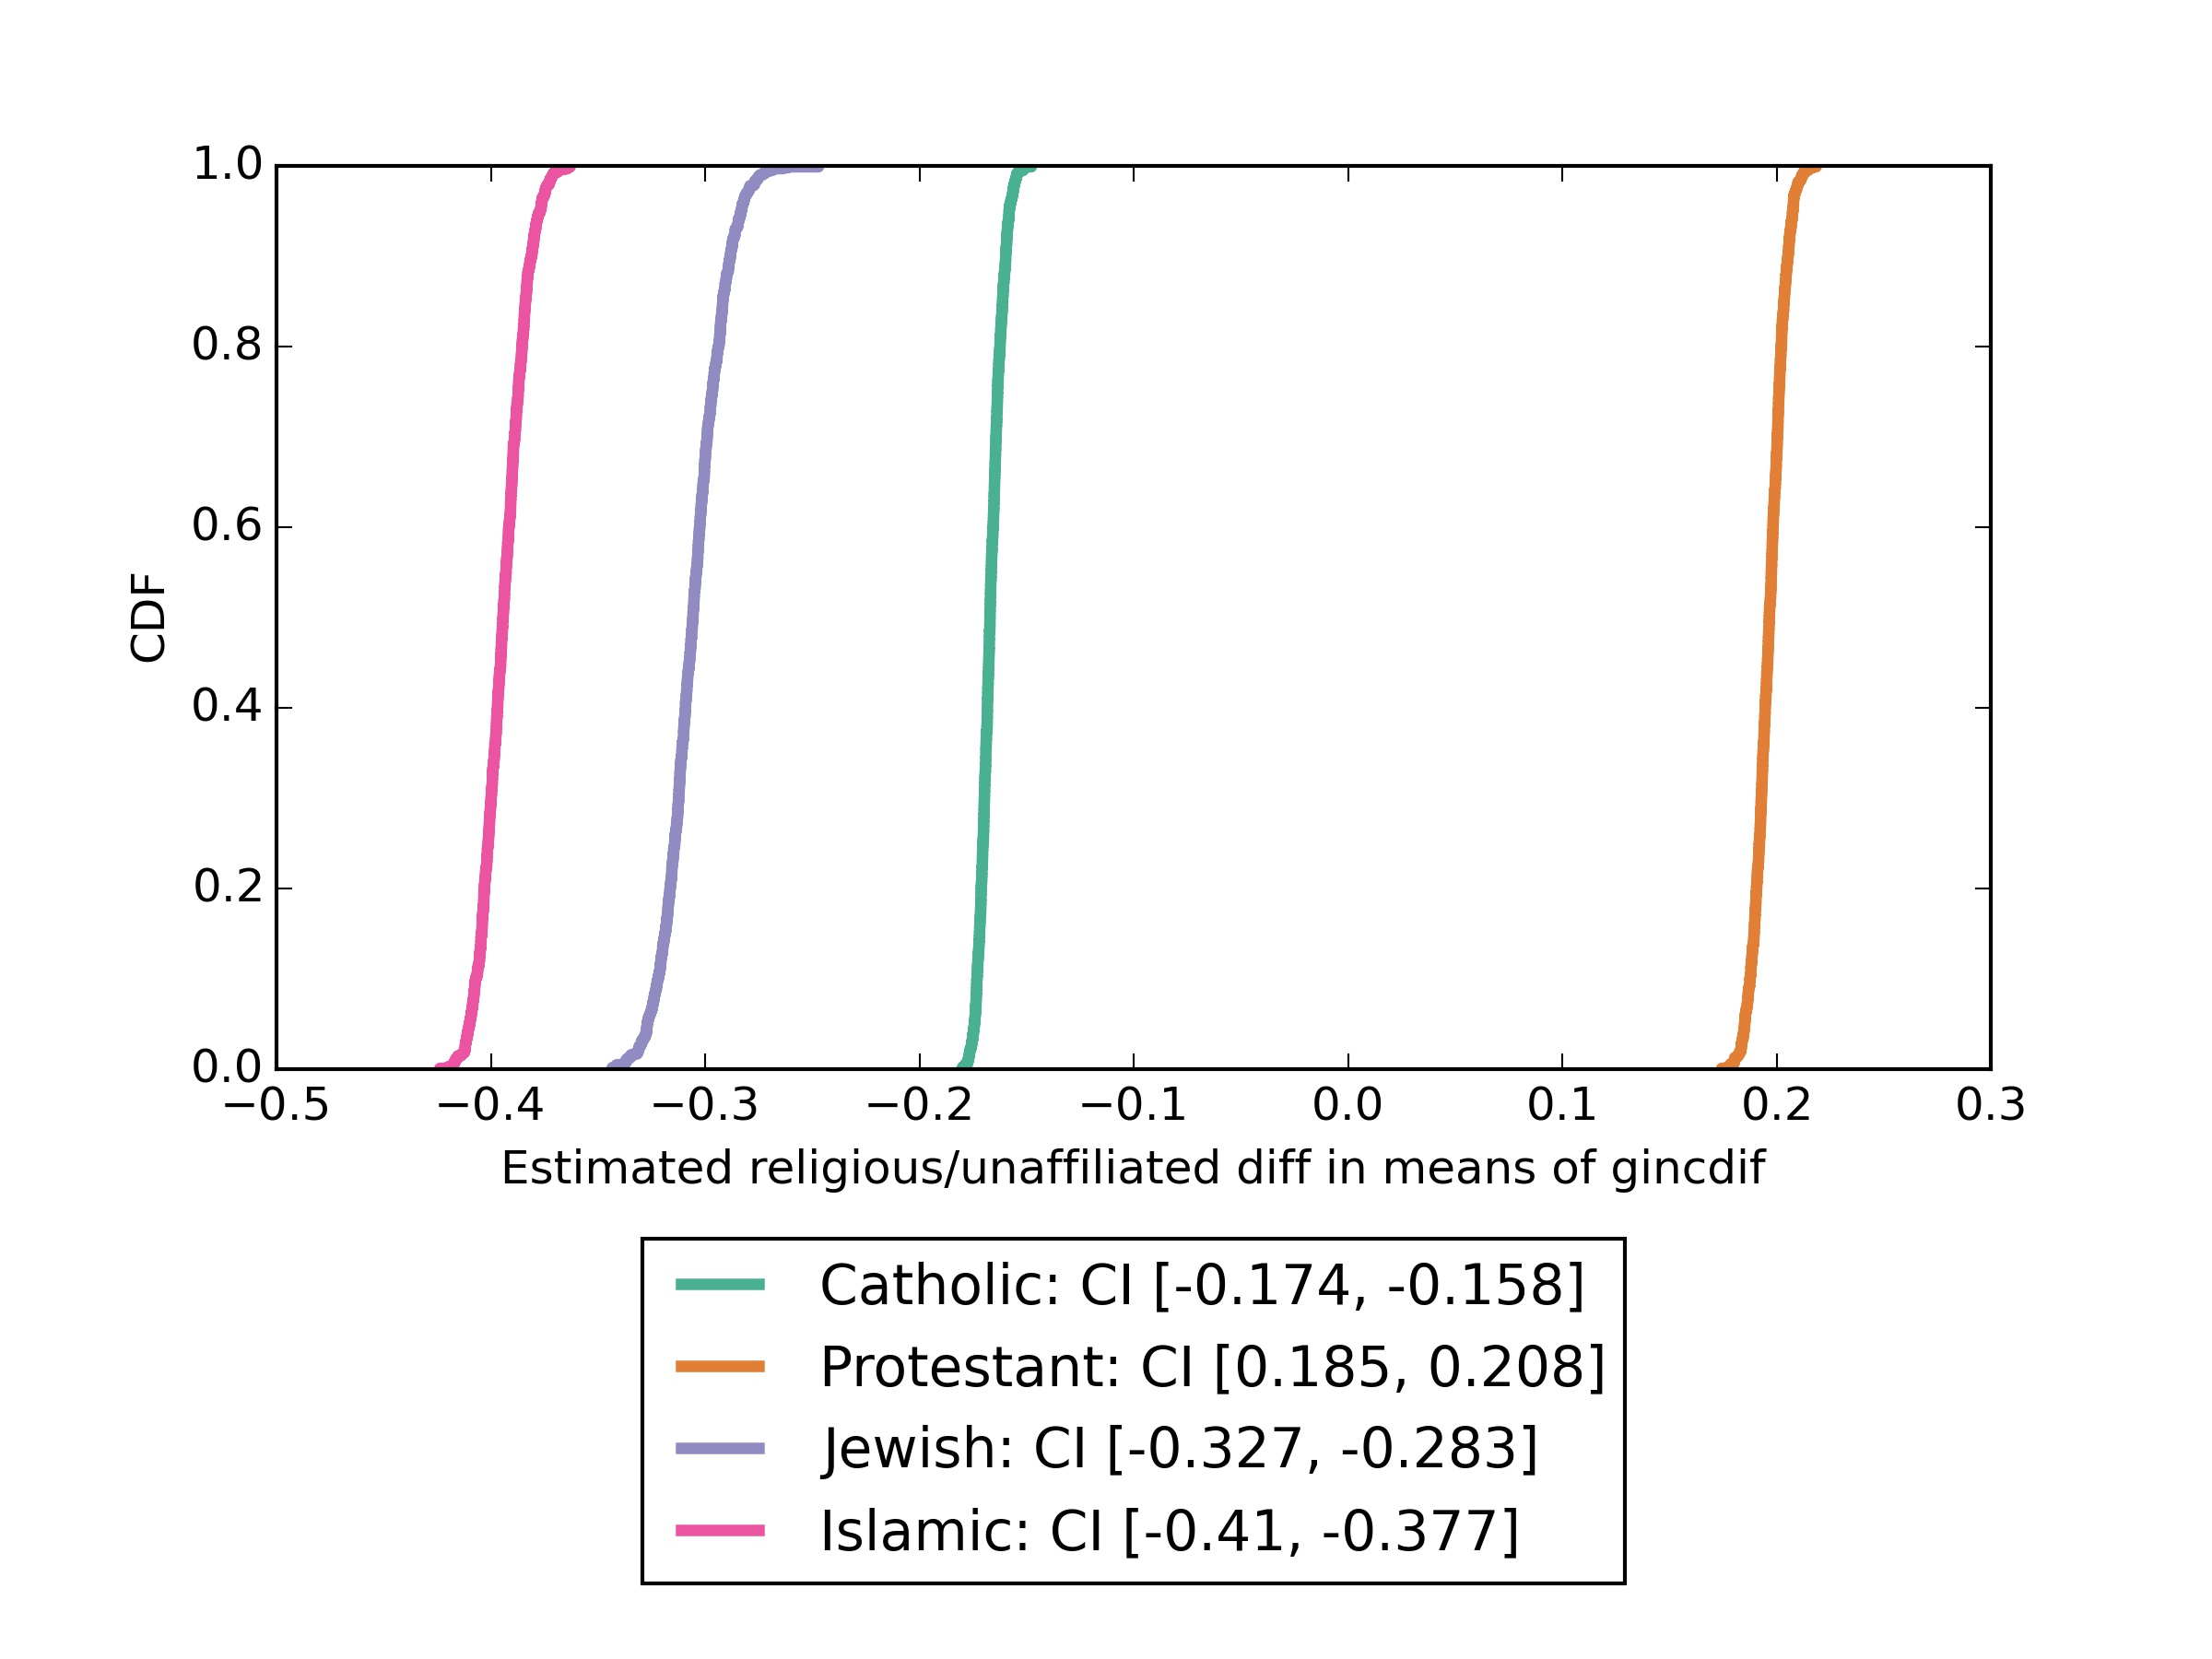 1.0
0.8
0.6
0.4
0.2
0.0
CDF
−0.5 −0.4 −0.3 −0.2 −0.1 0.0 0.1 0.2 0.3
Estimated religious/unaffiliated diff in means of gincdif
Catholic: CI [-0.174, -0.158]
Protestant: CI [0.185, 0.208]
Jewish: CI [-0.327, -0.283]
Islamic: CI [-0.41, -0.377]